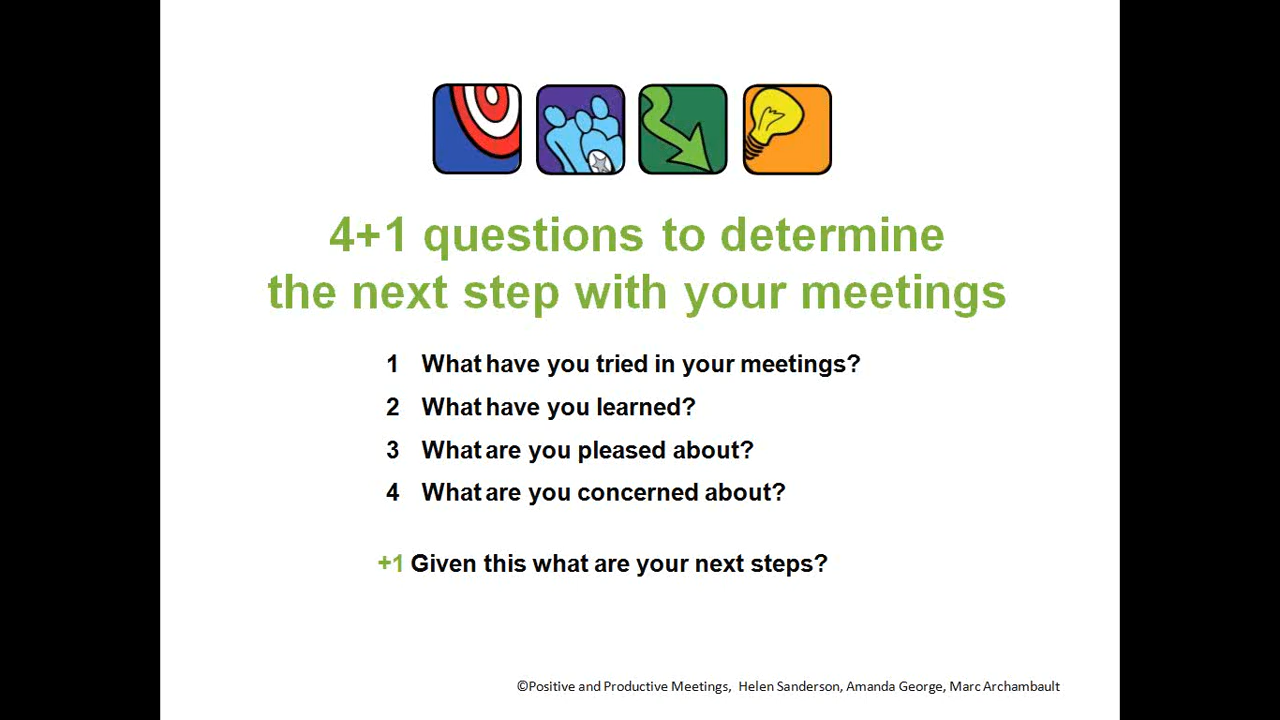 4+1 questions to determine
the next step with your meetings
1 What have you tried in your meetings?
2 What have you learned?
3 What are you pleased about?
4 What are you concerned about?
+1 Given this what are your next steps?
©Positive and Productive Meetings, Helen Sanderson, Amanda George, Marc Archambault